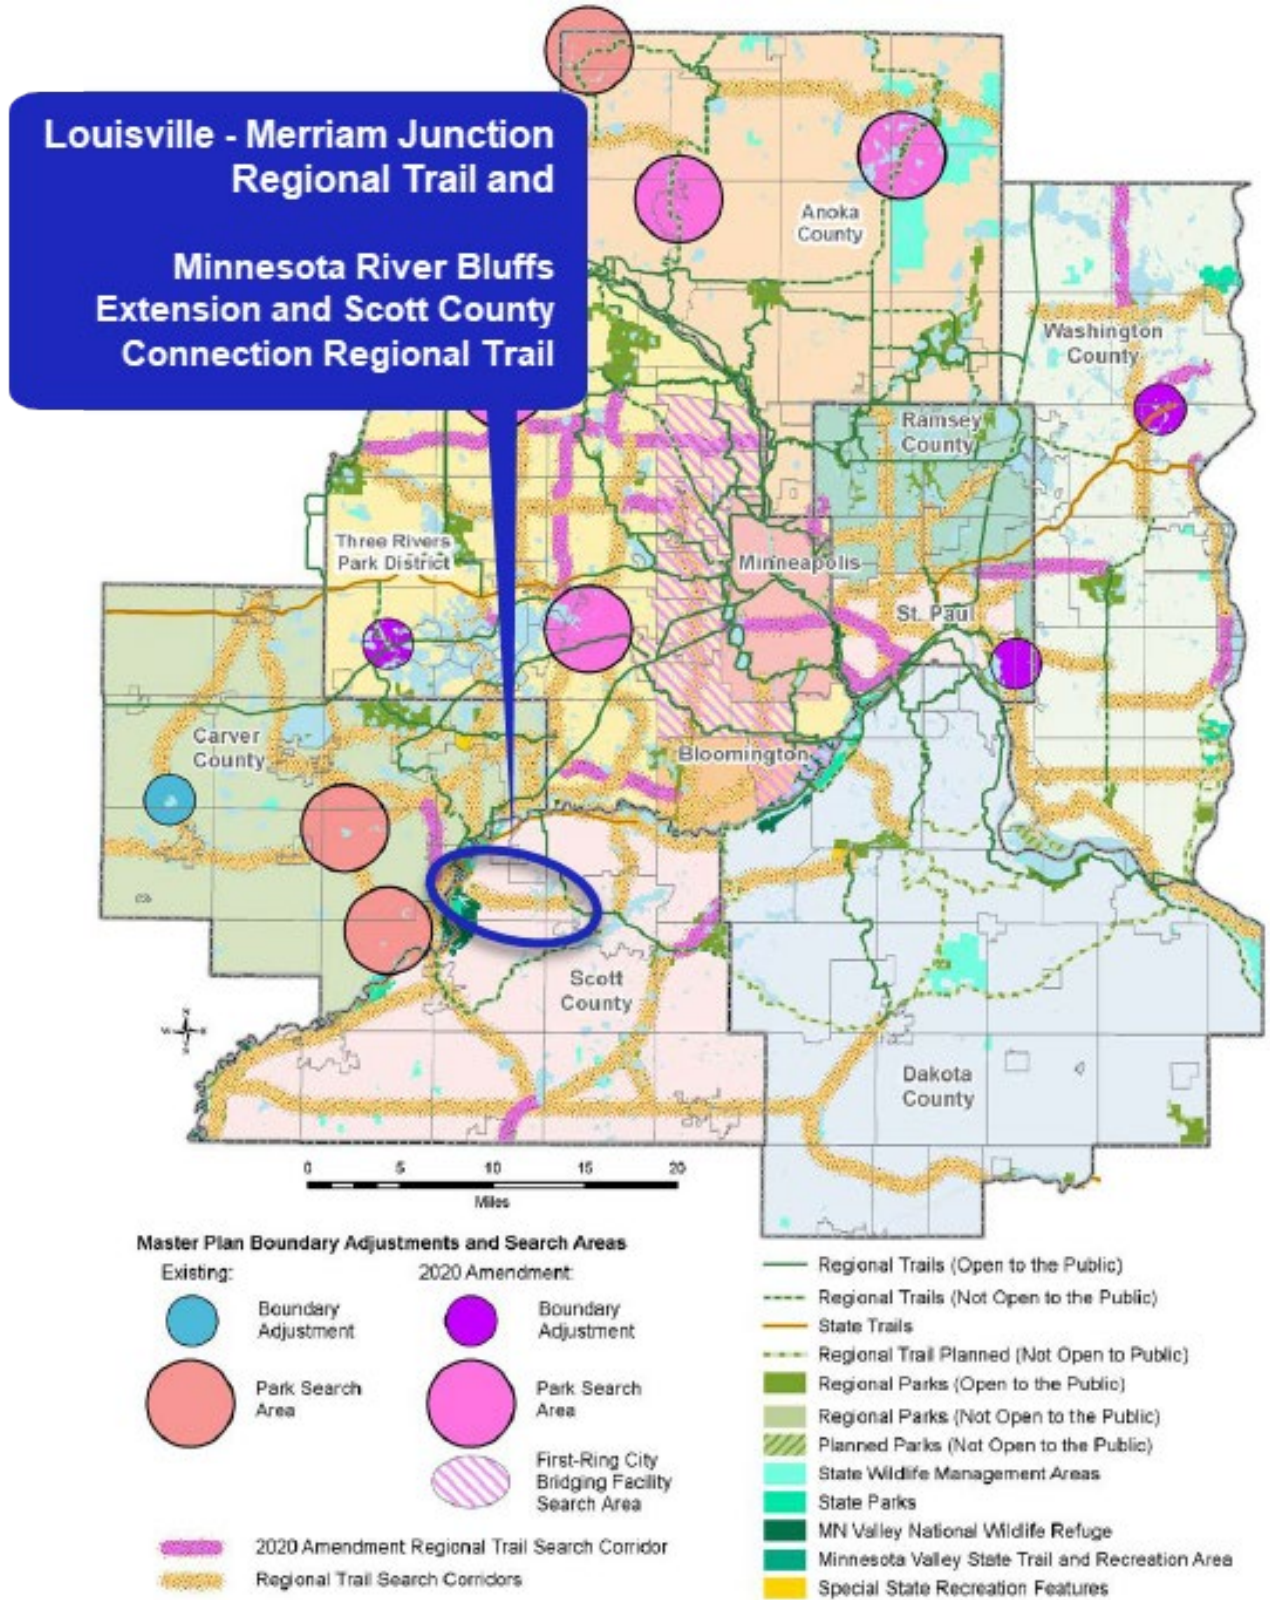 Louisville - Merriam Junction
Regional Trail and
Minnesota River Bluffs
Extension and Scott County
Connection Regional Trail
Anoka
County
Washington
County
Ramsey
County
Three Rivers
Park District
Minneapolis
St. Paul
Carver
County
Bloomington
Scott
County
Dakota
County
0 5 10 15 20
Miles
Master Plan Boundary Adjustments and Search Areas
Existing:
Boundary
Adjustment
Park Search
Area
2020 Amendment:
Boundary
Adjustment
Park Search
Area
First-Ring City
Bridging Facility
Search Area
2020 Amendment Regional Trail Search Corridor
Regional Trail Search Corridors
Regional Trails (Open to the Public)
Regional Trails (Not Open to the Public)
State Trails
Regional Trail Planned (Not Open to Public)
Regional Parks (Open to the Public)
Regional Parks (Not Open to the Public)
Planned Parks (Not Open to the Public)
State Wildlife Management Areas
State Parks
MN Valley National Wildlife Refuge
Minnesota Valley State Trail and Recreation Area
Special State Recreation Features